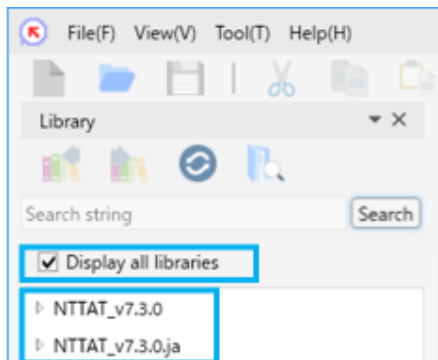 File(F) View(V) Tool(T) Help(H)
Library
Search string Search
Display all libraries
NTTAT_v7.3.0
NTTAT_v7.3.0.ja